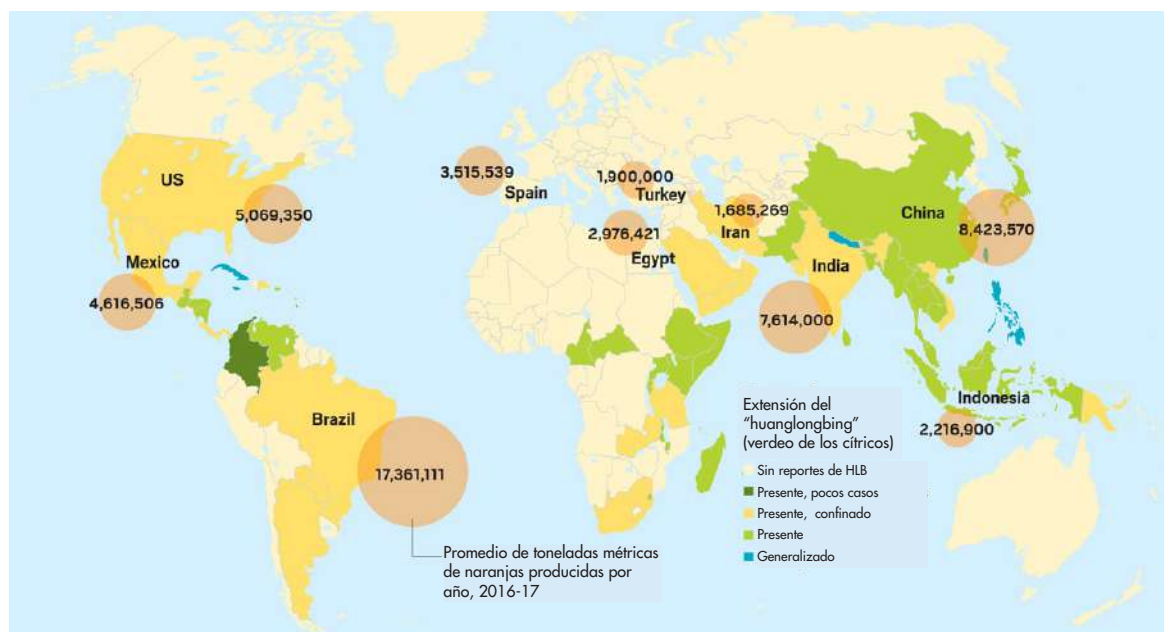 US
5,069,350
Mexico
4,616,506
Brazil
17,361,111
Promedio de toneladas métricas
de naranjas producidas por
año, 2016-17
3,515,539
Spain
1,900,000
Turkey
2,976,421
Egypt
1,685,269
Iran
China
8,423,570
India
7,614,000
Indonesia
2,216,900
Extensión del
“huanglongbing”
(verdeo de los cítricos)
Sin reportes de HLB
Presente, pocos casos
Presente, confinado
Presente
Generalizado